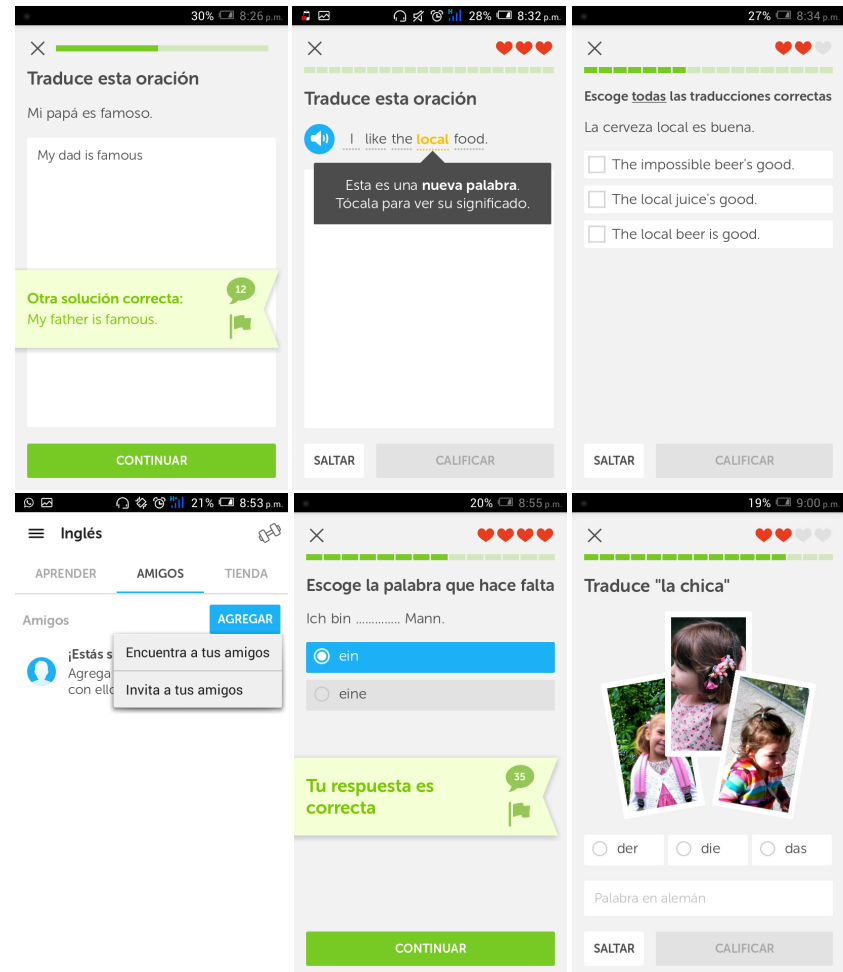 30% 8:26 p.m.
Traduce esta oración
Mi papá es famoso.
My dad is famous
12
Otra solución correcta:
My father is famous.
CONTINUAR
28% 8:32 p.m.
Traduce esta oración
I like the local food.
Esta es una nueva palabra.
Tócala para ver su significado.
SALTAR CALIFICAR
27% 8:34 p.m.
Escoge todas las traducciones correctas
La cerveza local es buena.
The impossible beer's good.
The local juice's good.
The local beer is good.
SALTAR CALIFICAR
H+ 21% 8:53 p.m.
Inglés
APRENDER AMIGOS TIENDA
Amigos AGREGAR
¡Estás s
Agrega
con ello
Encuentra a tus amigos
Invita a tus amigos
20% 8:55 p.m.
Escoge la palabra que hace falta
Ich bin .............. Mann.
ein
eine
35
Tu respuesta es
correcta
CONTINUAR
19% 9:00 p.m.
Traduce "la chica"
der die das
Palabra en alemán
SALTAR CALIFICAR